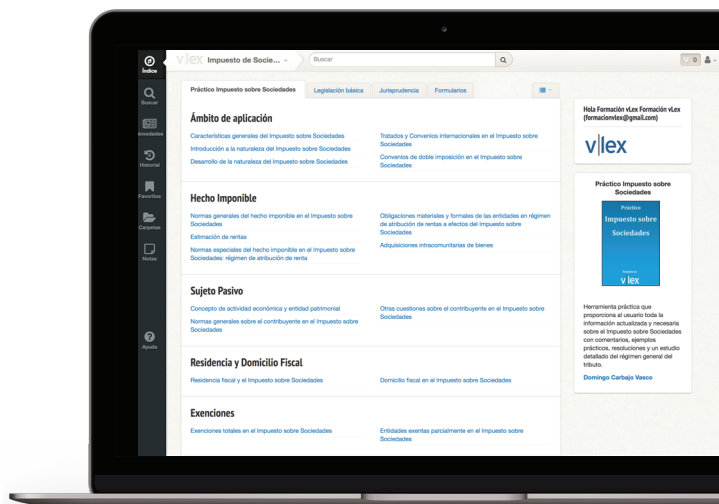 Índice
Buscar
Novedades
Historial
Favoritos
Carpetas
Notas
Ayuda
v|lex Impuesto de Socie...
Buscar
0
Práctico Impuesto sobre Sociedades
Legislación básica
Jurisprudencia
Formularios
Ámbito de aplicación
Características generales del Impuesto sobre Sociedades
Introducción a la naturaleza del Impuesto sobre Sociedades
Desarrollo de la naturaleza del Impuesto sobre Sociedades
Tratados y Convenios internacionales en el Impuesto sobre
Sociedades
Convenios de doble imposición en el Impuesto sobre
Sociedades
Hecho Imponible
Normas generales del hecho imponible en el Impuesto sobre
Sociedades
Estimación de rentas
Normas especiales del hecho imponible en el Impuesto sobre
Sociedades: régimen de atribución de renta
Obligaciones materiales y formales de las entidades en régimen
de atribución de rentas a efectos del Impuesto sobre
Sociedades
Adquisiciones intracomunitarias de bienes
Sujeto Pasivo
Concepto de actividad económica y entidad patrimonial
Normas generales sobre el contribuyente en el Impuesto sobre
Sociedades
Otras cuestiones sobre el contribuyente en el Impuesto sobre
Sociedades
Residencia y Domicilio Fiscal
Residencia fiscal y el Impuesto sobre Sociedades
Domicilio fiscal en el Impuesto sobre Sociedades
Exenciones
Exenciones totales en el Impuesto sobre Sociedades
Entidades exentas parcialmente en el Impuesto sobre
Sociedades
Hola Formación vLex Formación vLex
(formacionvlex@gmail.com)
v|lex
Práctico Impuesto sobre
Sociedades
Práctico
Impuesto sobre
Sociedades
v lex
Herramienta práctica que
proporciona al usuario toda la
información actualizada y necesaria
sobre el Impuesto sobre Sociedades
con comentarios, ejemplos
prácticos, resoluciones y un estudio
detallado del régimen general del
tributo.
Domingo Carbajo Vasco